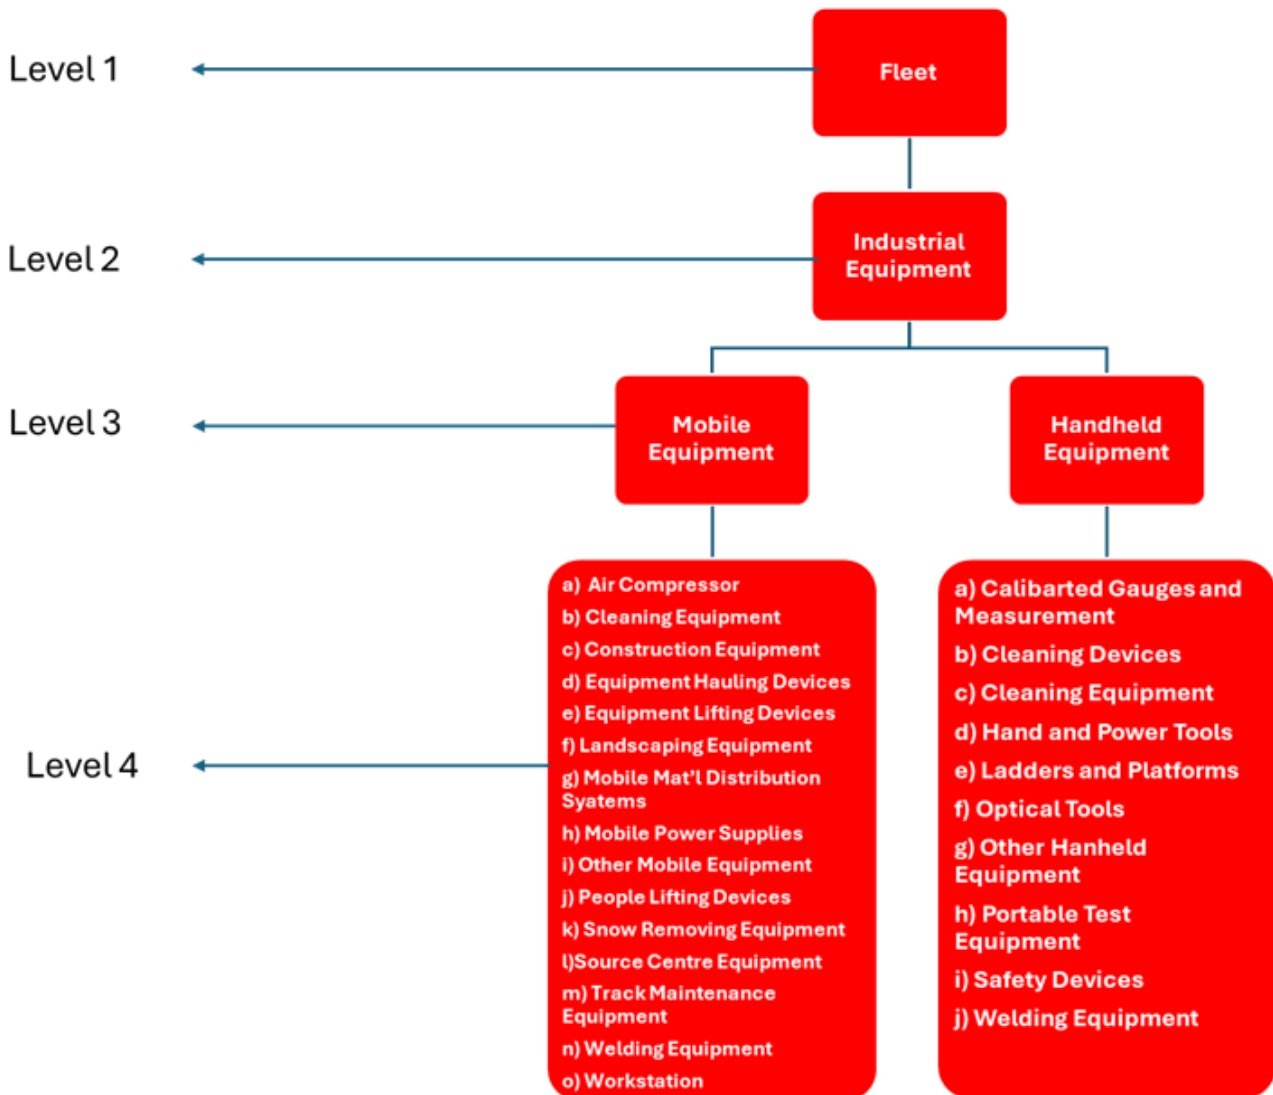 Level 1
Fleet
Level 2
Industrial
Equipment
Level 3
Mobile
Equipment
Handheld
Equipment
Level 4
a) Air Compressor
b) Cleaning Equipment
c) Construction Equipment
d) Equipment Hauling Devices
e) Equipment Lifting Devices
f) Landscaping Equipment
g) Mobile Mat'l Distribution
Syatems
h) Mobile Power Supplies
i) Other Mobile Equipment
j) People Lifting Devices
k) Snow Removing Equipment
l)Source Centre Equipment
m) Track Maintenance
Equipment
n) Welding Equipment
o) Workstation
a) Calibarted Gauges and
Measurement
b) Cleaning Devices
c) Cleaning Equipment
d) Hand and Power Tools
e) Ladders and Platforms
f) Optical Tools
g) Other Hanheld
Equipment
h) Portable Test
Equipment
i) Safety Devices
j) Welding Equipment